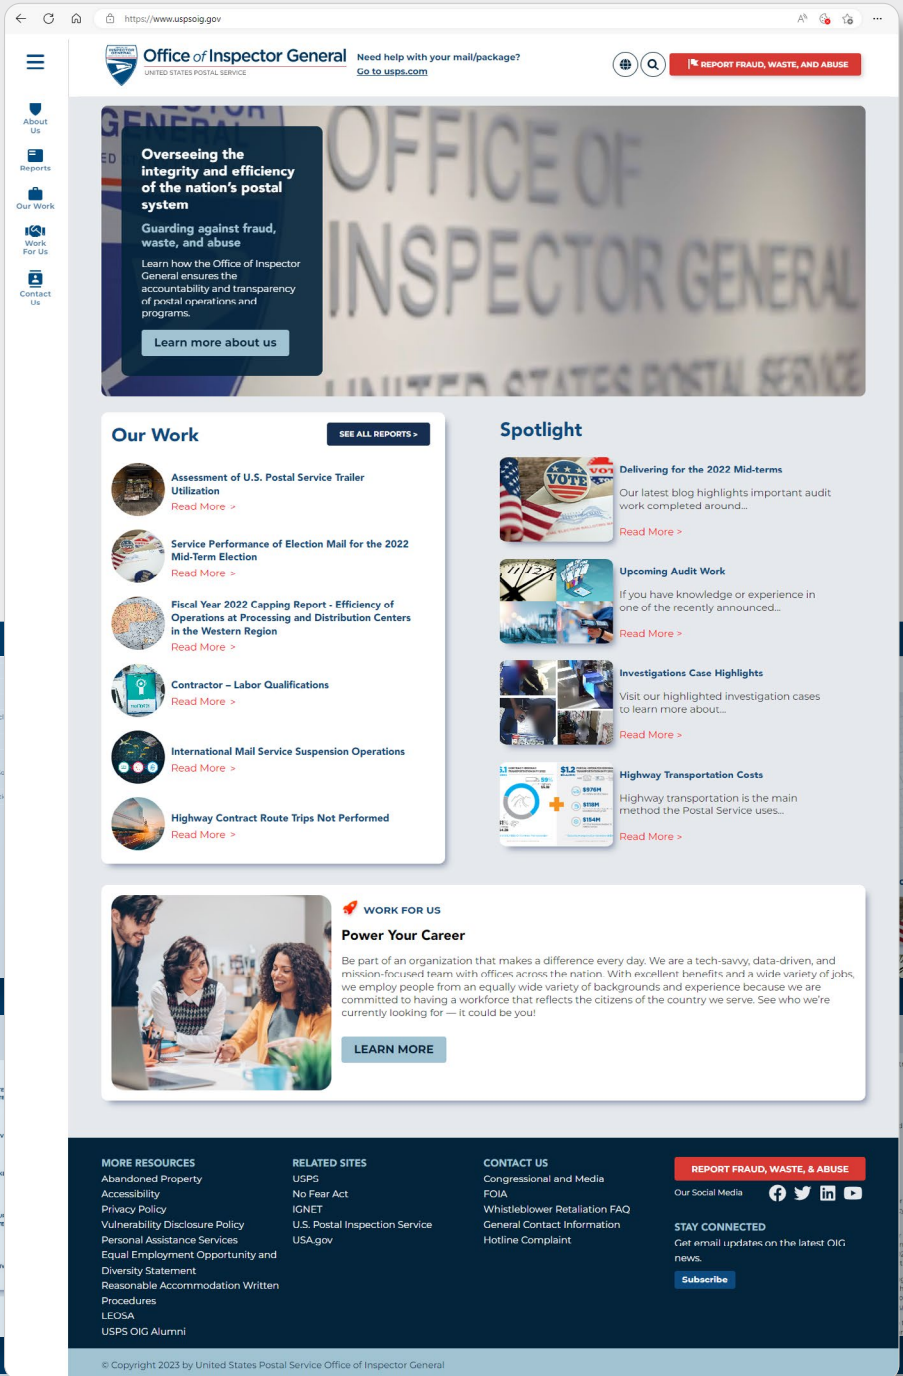 https://www.uspsoig.gov
Office of Inspector General
UNITED STATES POSTAL SERVICE
Need help with your mail/package?
Go to usps.com
REPORT FRAUD, WASTE, AND ABUSE
About
Us
Reports
Our Work
Work
For Us
Contact
Us
OFFICE OF
INSPECTOR GENERAL
UNITED STATES POSTAL SERVICE
GENERAL
Overseeing the
integrity and efficiency
of the nation's postal
system
Guarding against fraud,
waste, and abuse
Learn how the Office of Inspector
General ensures the
accountability and transparency
of postal operations and
programs.
Learn more about us
Our Work
SEE ALL REPORTS >
Assessment of U.S. Postal Service Trailer
Utilization
Read More >
Service Performance of Election Mail for the 2022
Mid-Term Election
Read More >
Fiscal Year 2022 Capping Report - Efficiency of
Operations at Processing and Distribution Centers
in the Western Region
Read More >
Contractor – Labor Qualifications
Read More >
International Mail Service Suspension Operations
Read More >
Highway Contract Route Trips Not Performed
Read More >
Spotlight
VOTE
Delivering for the 2022 Mid-terms
Our latest blog highlights important audit
work completed around...
Read More >
Upcoming Audit Work
If you have knowledge or experience in
one of the recently announced...
Read More >
Investigations Case Highlights
Visit our highlighted investigation cases
to learn more about...
Read More >
$1.2
$976M
$118M
$154M
Highway Transportation Costs
Highway transportation is the main
method the Postal Service uses...
Read More >
WORK FOR US
Power Your Career
Be part of an organization that makes a difference every day. We are a tech-savvy, data-driven, and
mission-focused team with offices across the nation. With excellent benefits and a wide variety of jobs,
we employ people from an equally wide variety of backgrounds and experience because we are
committed to having a workforce that reflects the citizens of the country we serve. See who we're
currently looking for — it could be you!
LEARN MORE
MORE RESOURCES
Abandoned Property
Accessibility
Privacy Policy
Vulnerability Disclosure Policy
Personal Assistance Services
Equal Employment Opportunity and
Diversity Statement
Reasonable Accommodation Written
Procedures
LEOSA
USPS OIG Alumni
RELATED SITES
USPS
No Fear Act
IGNET
U.S. Postal Inspection Service
USA.gov
CONTACT US
Congressional and Media
FOIA
Whistleblower Retaliation FAQ
General Contact Information
Hotline Complaint
REPORT FRAUD, WASTE, & ABUSE
Our Social Media
STAY CONNECTED
Get email updates on the latest OIG
news.
Subscribe
© Copyright 2023 by United States Postal Service Office of Inspector General